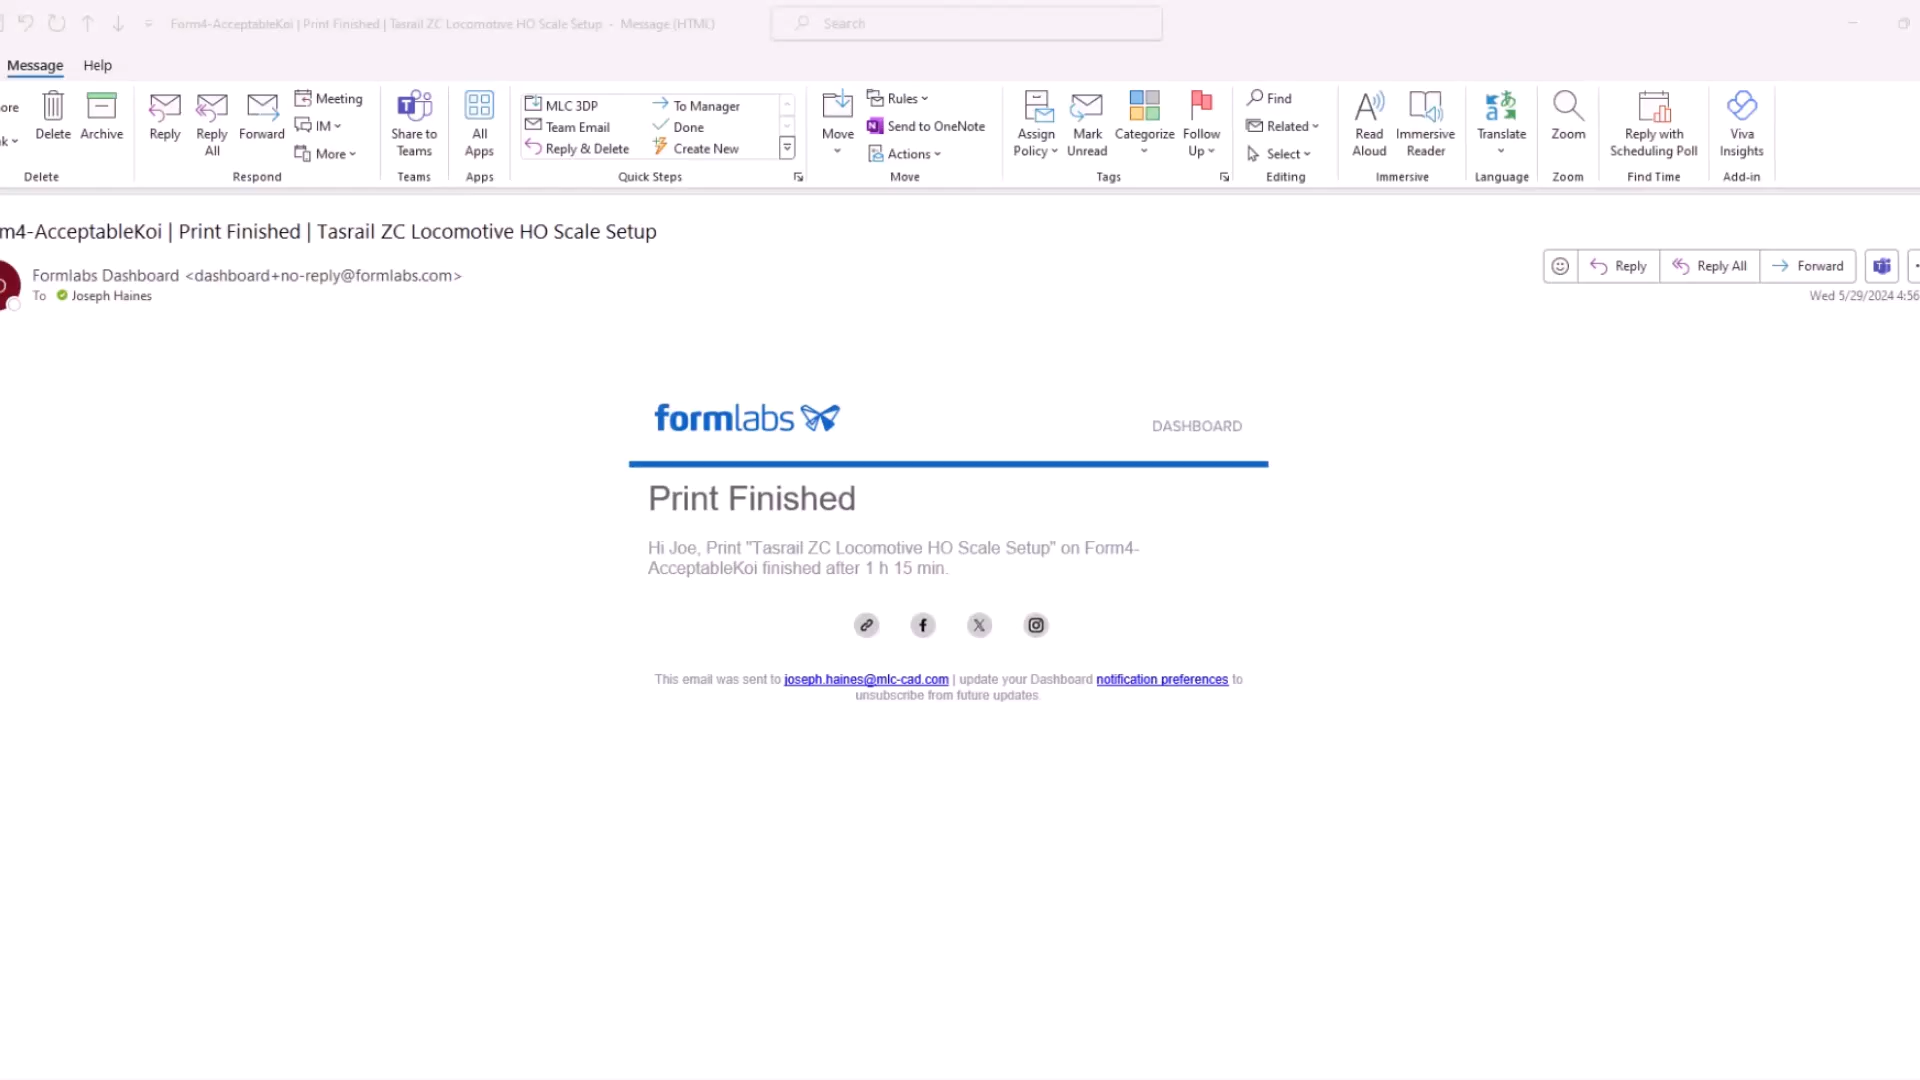 Form4-AcceptableKoi | Print Finished | Tasrail ZC Locomotive HO Scale Setup - Message (HTML)
Search
Message Help
ore
k
Delete
Archive
Delete
Reply
Reply All
Forward
Meeting
IM
More
Respond
Share to Teams
Teams
All Apps
Apps
MLC 3DP
To Manager
Team Email
Done
Reply & Delete
Create New
Quick Steps
Move
Rules
Send to OneNote
Actions
Move
Assign Policy
Mark Unread
Categorize
Follow Up
Tags
Find
Related
Select
Editing
Read Aloud
Immersive Reader
Immersive
Translate
Language
Zoom
Zoom
Reply with Scheduling Poll
Find Time
Viva Insights
Add-in
m4-AcceptableKoi | Print Finished | Tasrail ZC Locomotive HO Scale Setup
Formlabs Dashboard <dashboard+no-reply@formlabs.com>
To Joseph Haines
Reply
Reply All
Forward
Wed 5/29/2024 4:56
formlabs
DASHBOARD
Print Finished
Hi Joe, Print "Tasrail ZC Locomotive HO Scale Setup" on Form4-
AcceptableKoi finished after 1 h 15 min.
This email was sent to joseph.haines@mlc-cad.com | update your Dashboard notification preferences to
unsubscribe from future updates